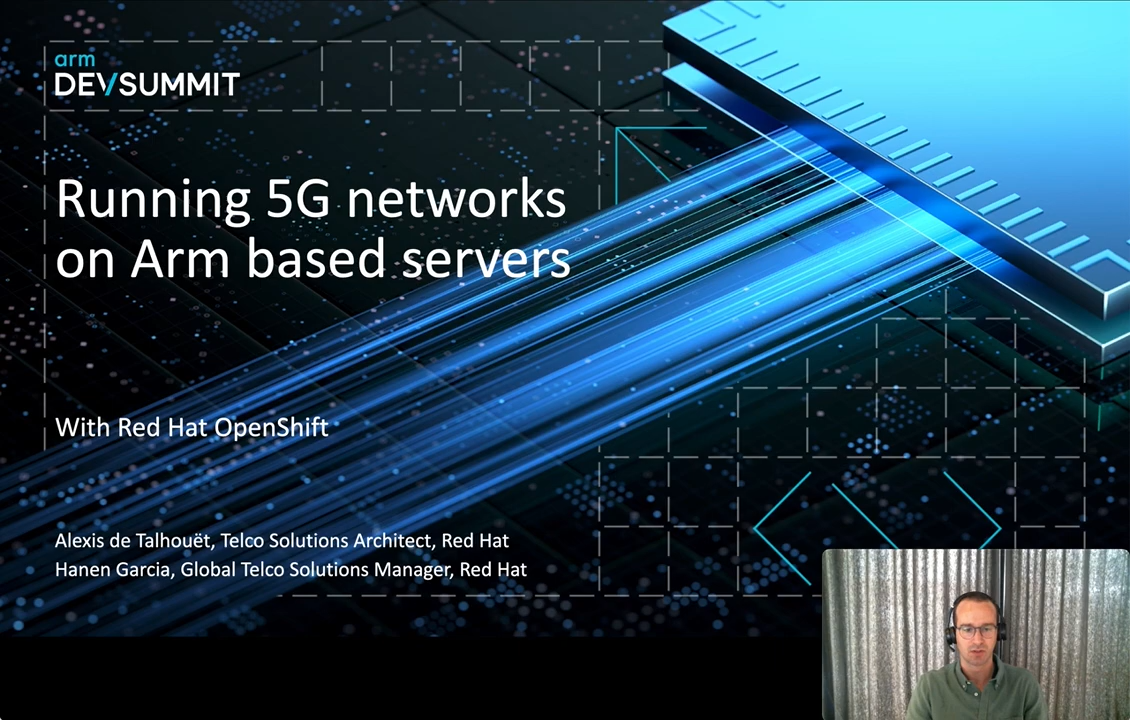 arm
DEVSUMMIT
Running 5G networks
on Arm based servers
With Red Hat OpenShift
Alexis de Talhouët, Telco Solutions Architect, Red Hat
Hanen Garcia, Global Telco Solutions Manager, Red Hat